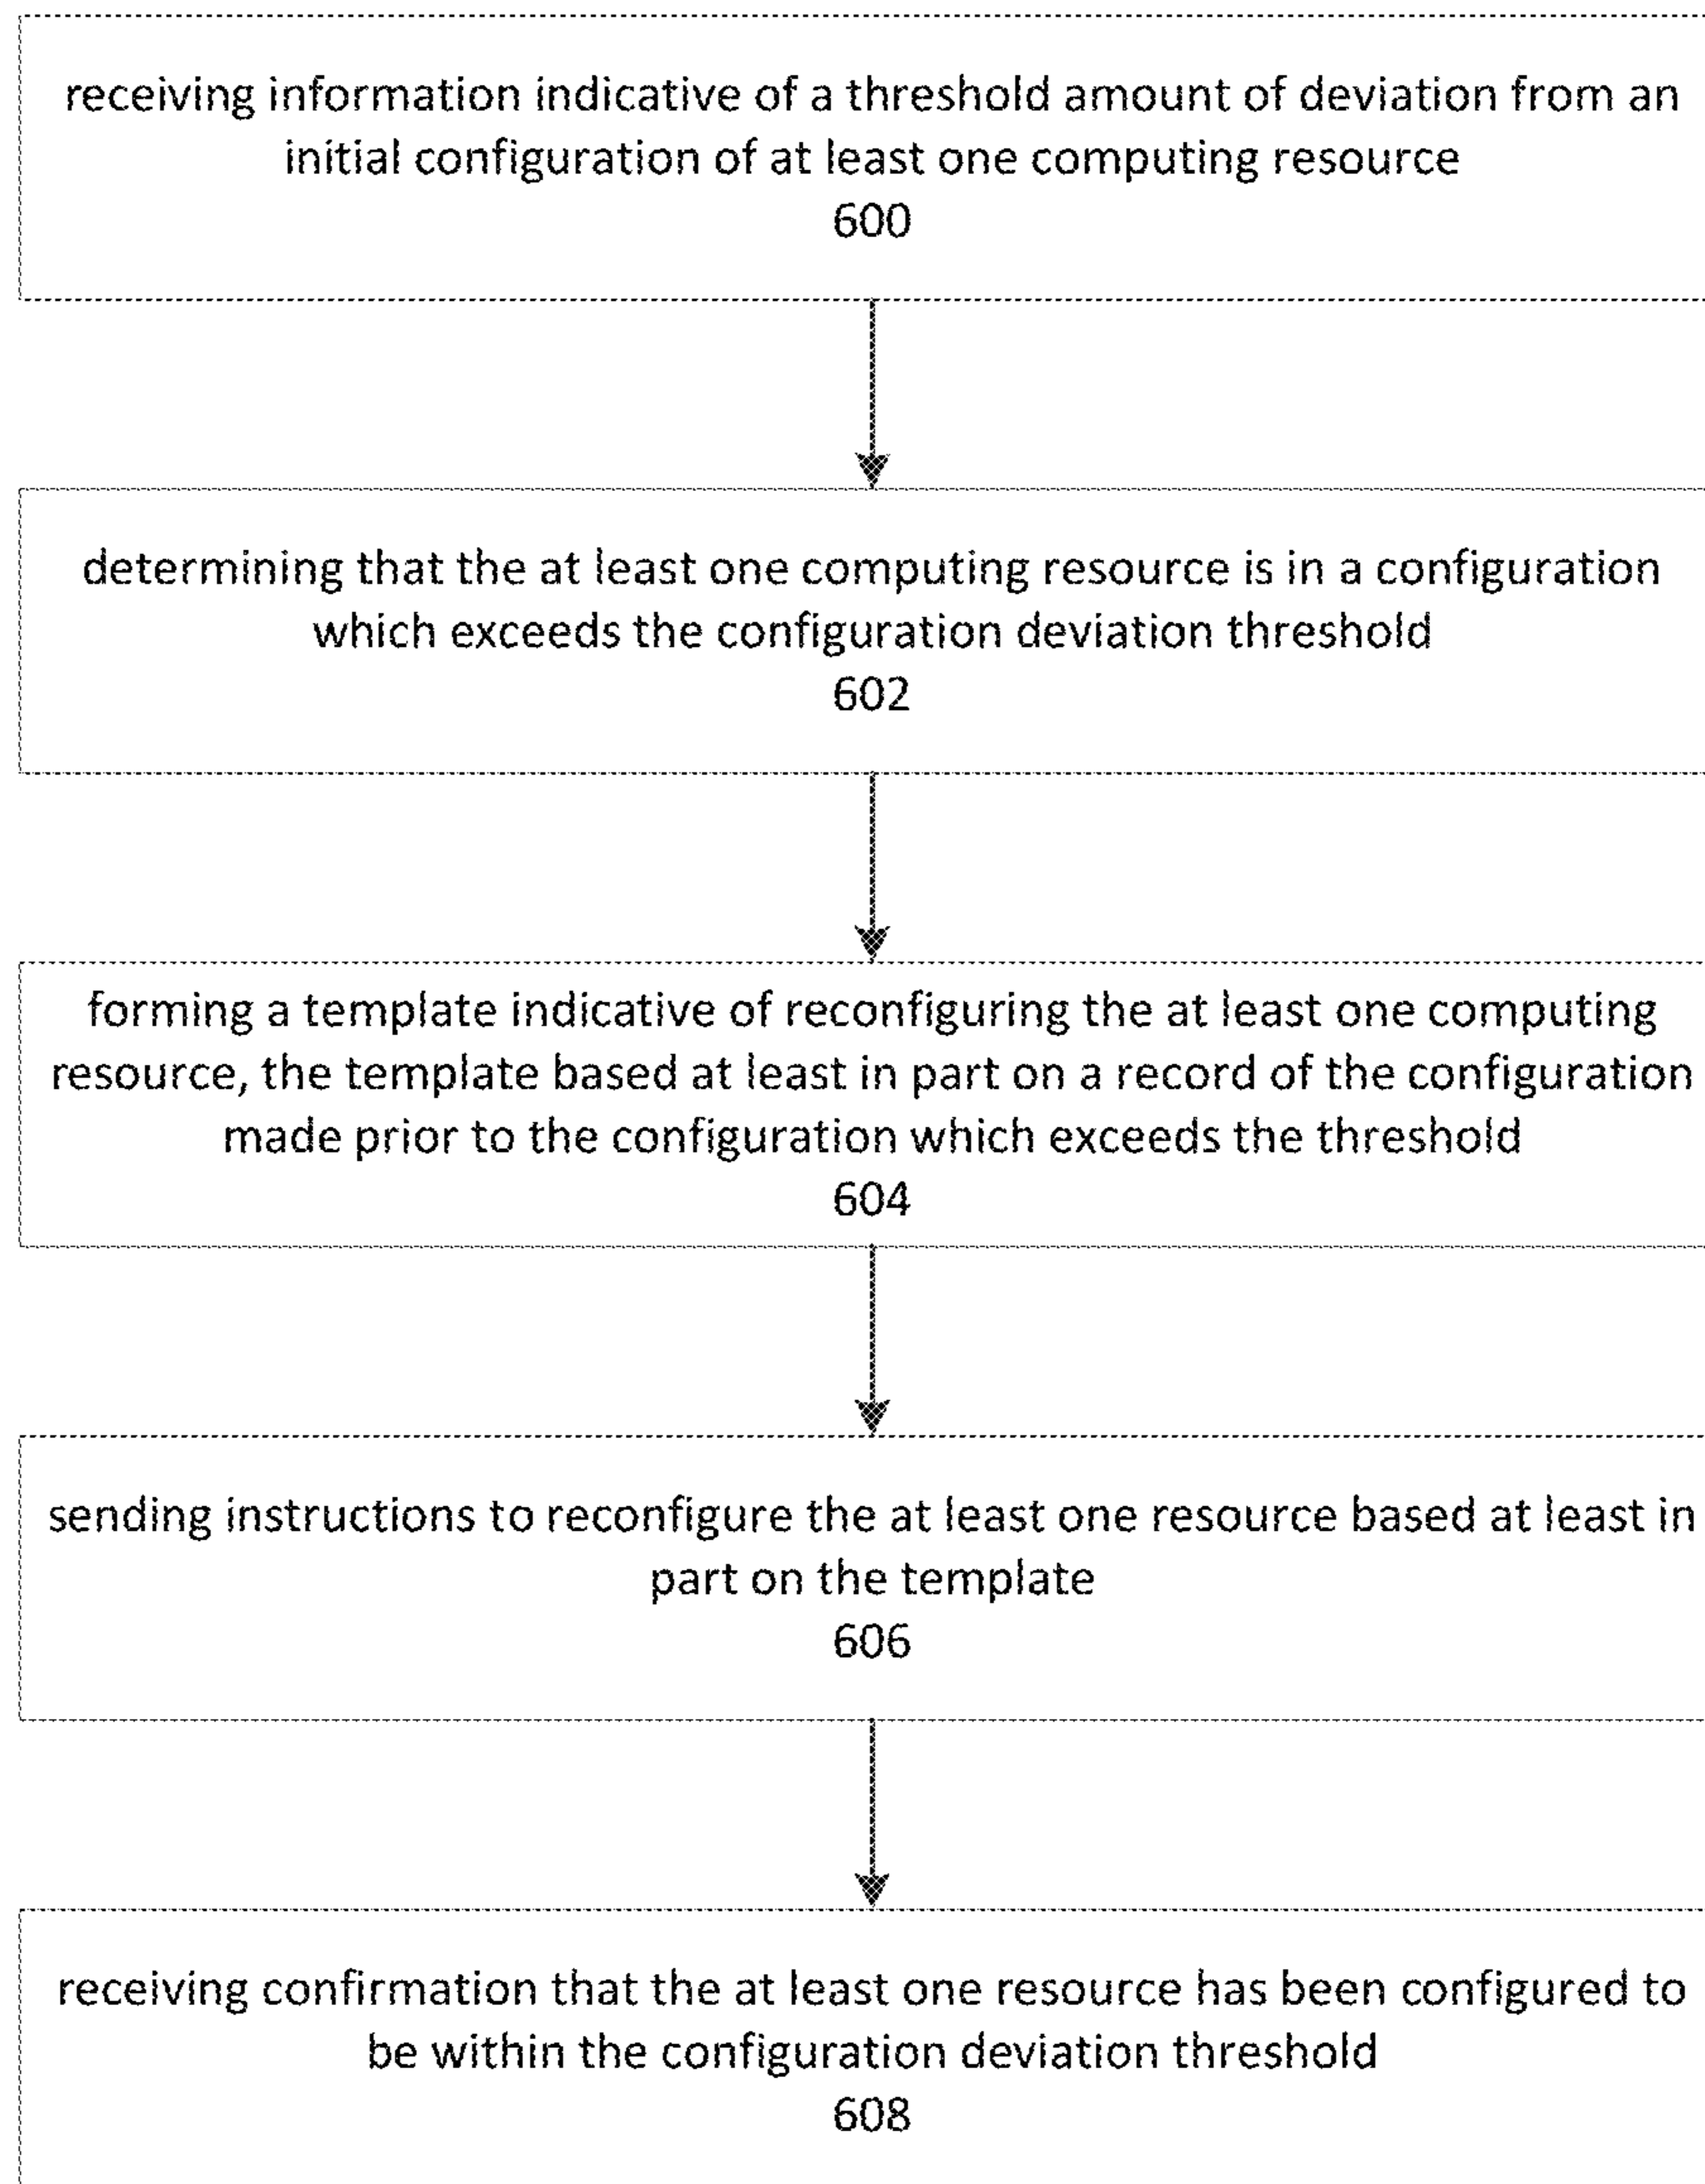 receiving information indicative of a threshold amount of deviation from an
initial configuration of at least one computing resource
600
determining that the at least one computing resource is in a configuration
which exceeds the configuration deviation threshold
602
forming a template indicative of reconfiguring the at least one computing
resource, the template based at least in part on a record of the configuration
made prior to the configuration which exceeds the threshold
604
sending instructions to reconfigure the at least one resource based at least in
part on the template
606
receiving confirmation that the at least one resource has been configured to
be within the configuration deviation threshold
608